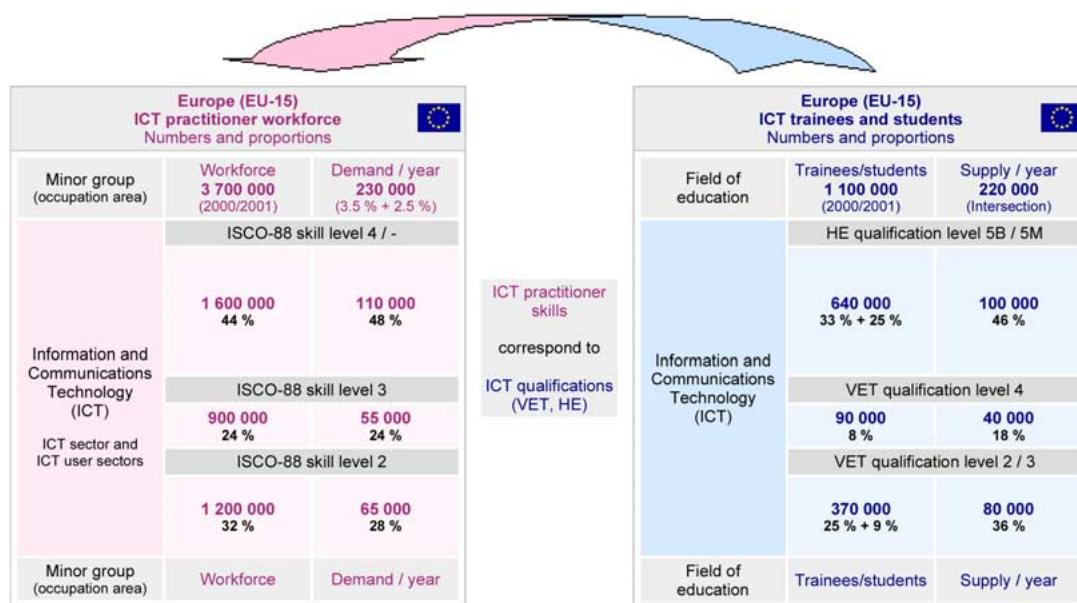 Europe (EU-15)
ICT practitioner workforce
Numbers and proportions
Minor group
(occupation area)
Workforce
3 700 000
(2000/2001)
Demand / year
230 000
(3.5 % + 2.5 %)
ISCO-88 skill level 4 / -
1 600 000
44 %
110 000
48 %
Information and
Communications
Technology
(ICT)
ICT sector and
ICT user sectors
ISCO-88 skill level 3
900 000
24 %
55 000
24 %
ISCO-88 skill level 2
1 200 000
32 %
65 000
28 %
Minor group
(occupation area)
Workforce
Demand / year
ICT practitioner
skills
correspond to
ICT qualifications
(VET, HE)
Europe (EU-15)
ICT trainees and students
Numbers and proportions
Field of
education
Trainees/students
1 100 000
(2000/2001)
Supply / year
220 000
(Intersection)
HE qualification level 5B / 5M
640 000
33 % + 25 %
100 000
46 %
Information and
Communications
Technology
(ICT)
VET qualification level 4
90 000
8 %
40 000
18 %
VET qualification level 2 / 3
370 000
25 % + 9 %
80 000
36 %
Field of
education
Trainees/students
Supply / year